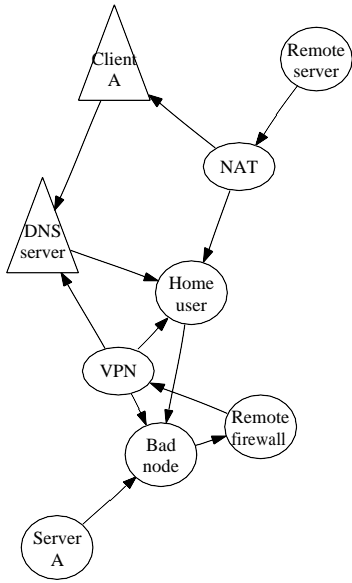 Client
A
Remote
server
NAT
DNS
server
Home
user
VPN
Remote
firewall
Bad
node
Server
A